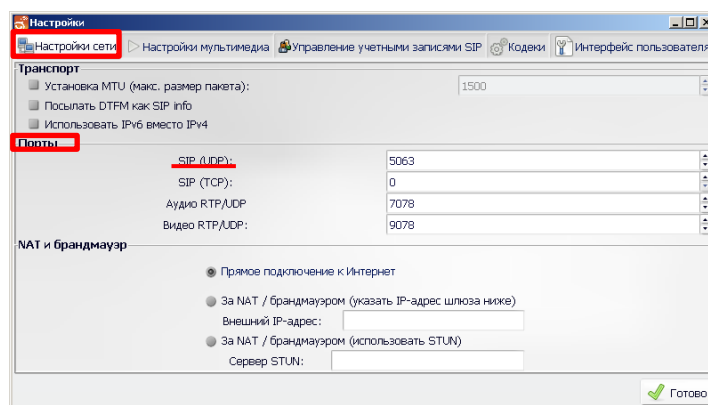 Настройки
Настройки сети Настройки мультимедиа Управление учетными записями SIP Кодеки Интерфейс пользователя
Транспорт
Установка MTU (макс. размер пакета): 1500
Посылать DTFM как SIP info
Использовать IPv6 вместо IPv4
Порты
SIP (UDP): 5063
SIP (TCP): 0
Аудио RTP/UDP 7078
Видео RTP/UDP: 9078
NAT и брандмауэр
Прямое подключение к Интернет
За NAT / брандмауэром (указать IP-адрес шлюза ниже)
Внешний IP-адрес:
За NAT / брандмауэром (использовать STUN)
Сервер STUN:
Готово